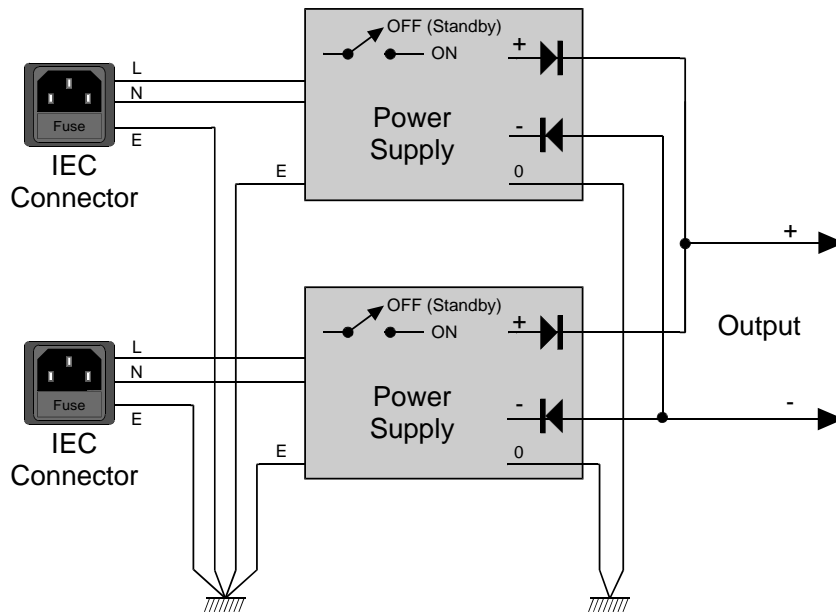 OFF (Standby)
ON
L
N
E
Fuse
IEC
Connector
E
Power
Supply
+
-
0
+
OFF (Standby)
ON
L
N
E
Fuse
IEC
Connector
E
Power
Supply
+
-
0
Output
-